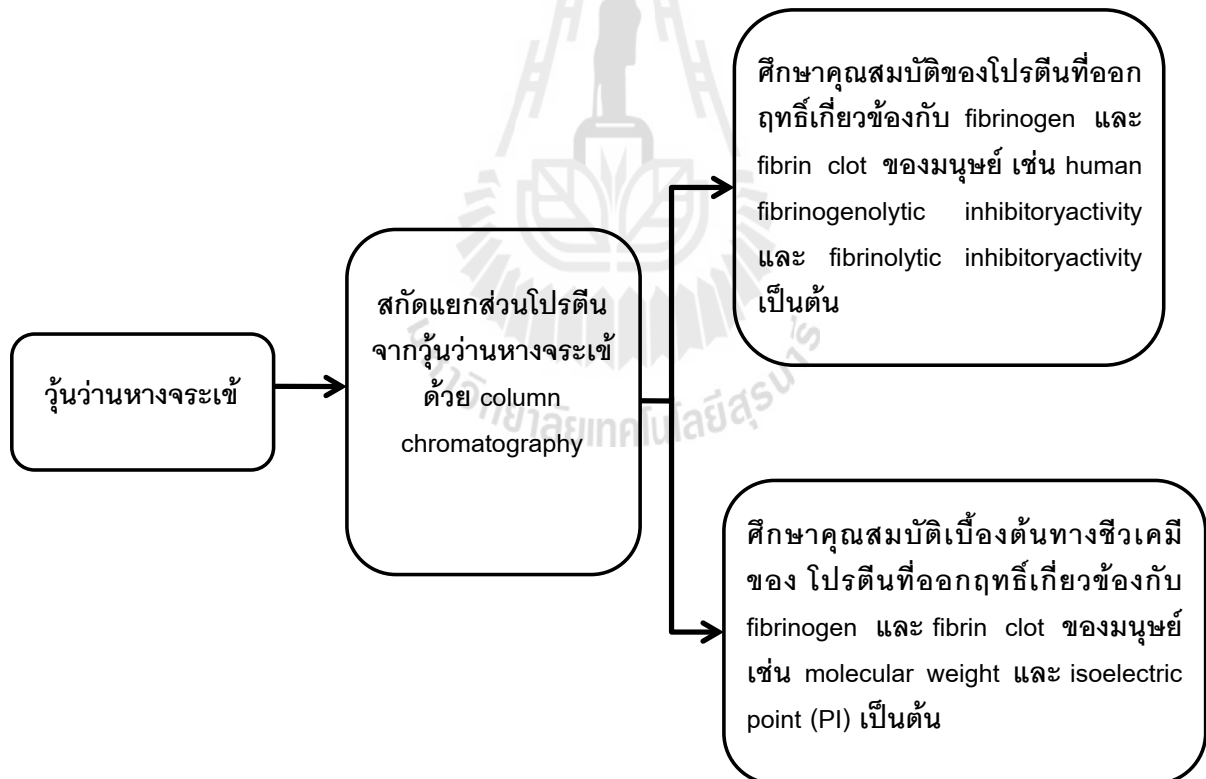 วุ้นว่านหางจระเข้
สกัดแยกส่วนโปรตีน
จากวุ้นว่านหางจระเข้
ด้วย column
chromatography
ศึกษาคุณสมบัติของโปรตีนที่ออก
ฤทธิ์เกี่ยวข้องกับ fibrinogen และ
fibrin clot ของมนุษย์ เช่น human
fibrinogenolytic inhibitoryactivity
และ fibrinolytic inhibitoryactivity
เป็นต้น
ศึกษาคุณสมบัติเบื้องต้นทางชีวเคมี
ของ โปรตีนที่ออกฤทธิ์เกี่ยวข้องกับ
fibrinogen และ fibrin clot ของมนุษย์
เช่น molecular weight และ isoelectric
point (PI) เป็นต้น